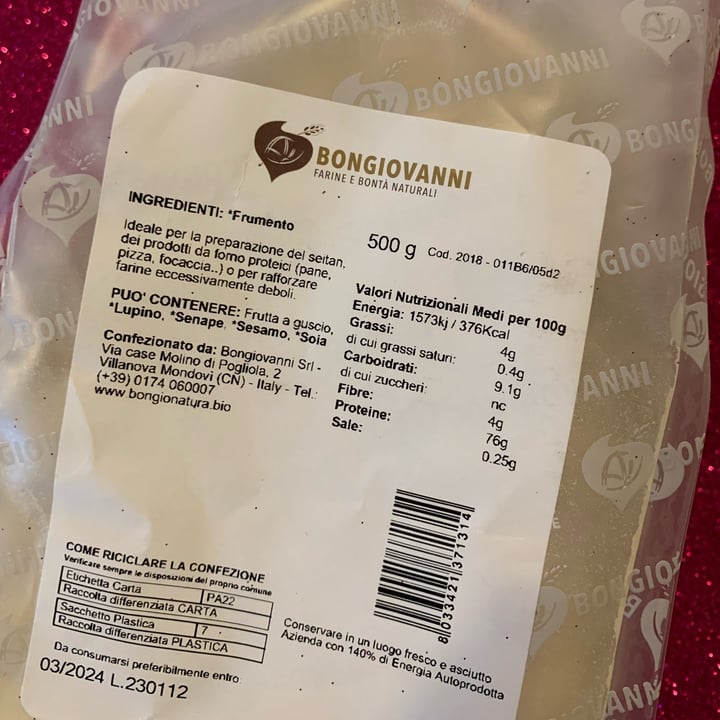 BONGIOVANNI
FARINE E BONTÀ NATURALI
INGREDIENTI: *Frumento
Ideale per la preparazione del seitan,
dei prodotti da forno proteici (pane,
pizza, focaccia..) o per rafforzare
farine eccessivamente deboli.
PUO' CONTENERE: Frutta a guscio,
*Lupino, *Senape, *Sesamo, *Soia
Confezionato da: Bongiovanni Srl -
Via case Molino di Pogliola, 2
Villanova Mondovì (CN) - Italy - Tel.:
(+39) 0174 060007
www.bongionatura.bio
500 g Cod. 2018 - 011B6/05d2
Valori Nutrizionali Medi per 100g
Energia: 1573kj / 376Kcal
Grassi: 4g
di cui grassi saturi: 0.4g
Carboidrati: 9.1g
di cui zuccheri: nc
Fibre: 4g
Proteine: 76g
Sale: 0.25g
8 033421 371314
COME RICICLARE LA CONFEZIONE
Verificare sempre le disposizioni del proprio comune
Etichetta Carta PA22
Raccolta differenziata CARTA
Sacchetto Plastica 7
Raccolta differenziata PLASTICA
Da consumarsi preferibilmente entro:
03/2024 L.230112
Conservare in un luogo fresco e asciutto
Azienda con 140% di Energia Autoprodotta
BONGIOVANNI
BONGIOVANNI